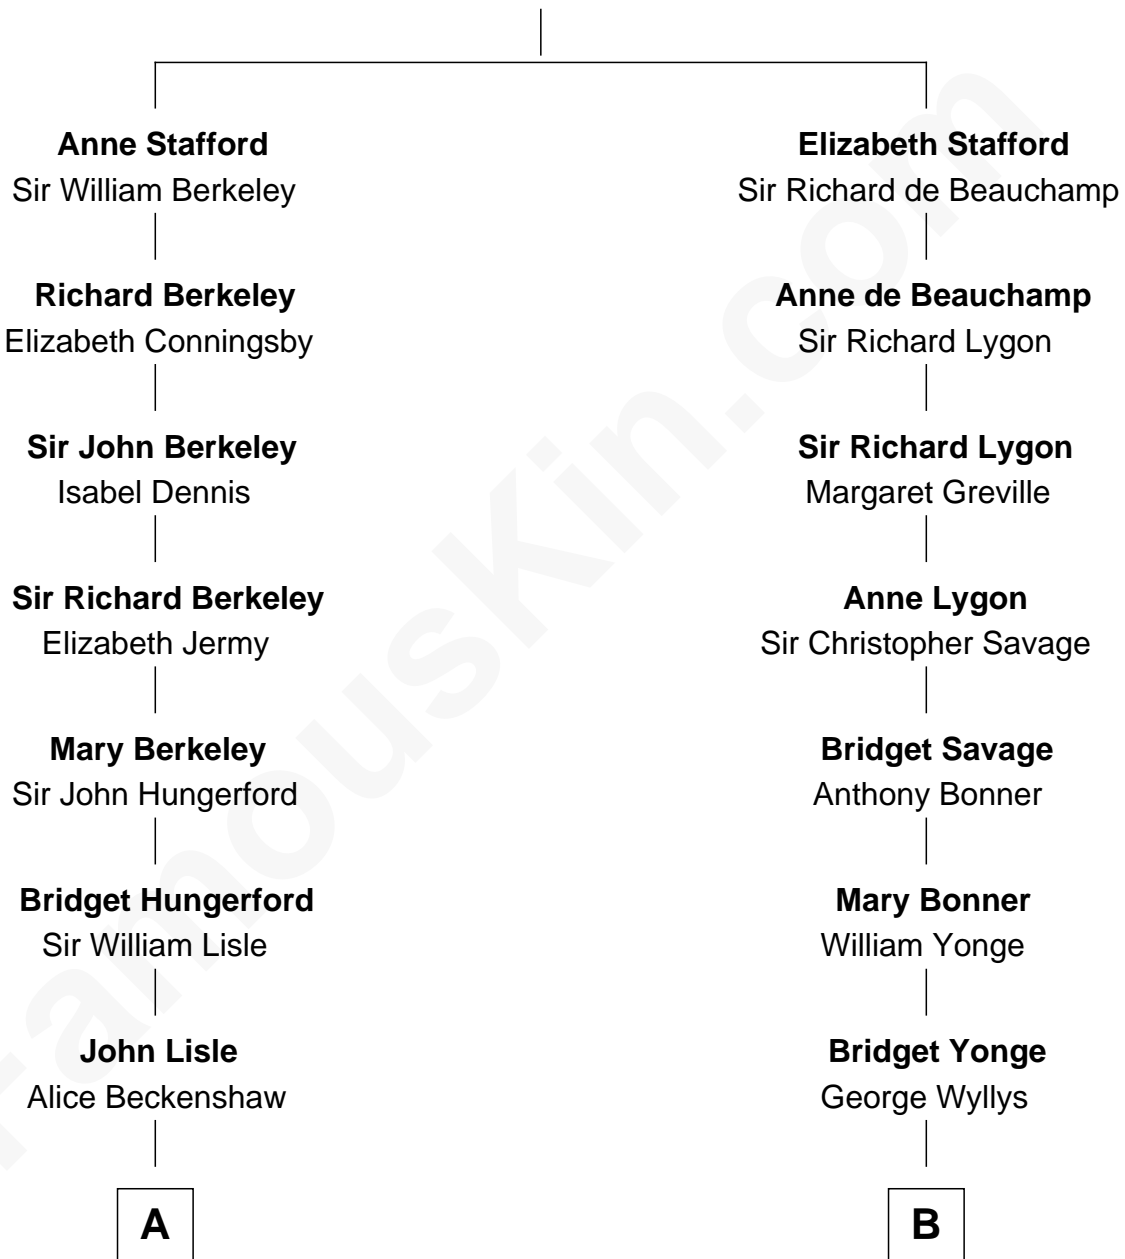 Anne Stafford
Sir William Berkeley
Elizabeth Stafford
Sir Richard de Beauchamp
Richard Berkeley
Elizabeth Conningsby
Anne de Beauchamp
Sir Richard Lygon
Sir John Berkeley
Isabel Dennis
Sir Richard Lygon
Margaret Greville
Sir Richard Berkeley
Elizabeth Jermy
Anne Lygon
Sir Christopher Savage
Mary Berkeley
Sir John Hungerford
Bridget Savage
Anthony Bonner
Bridget Hungerford
Sir William Lisle
Mary Bonner
William Yonge
John Lisle
Alice Beckenshaw
Bridget Yonge
George Wyllys
A
B
FamousKin.com